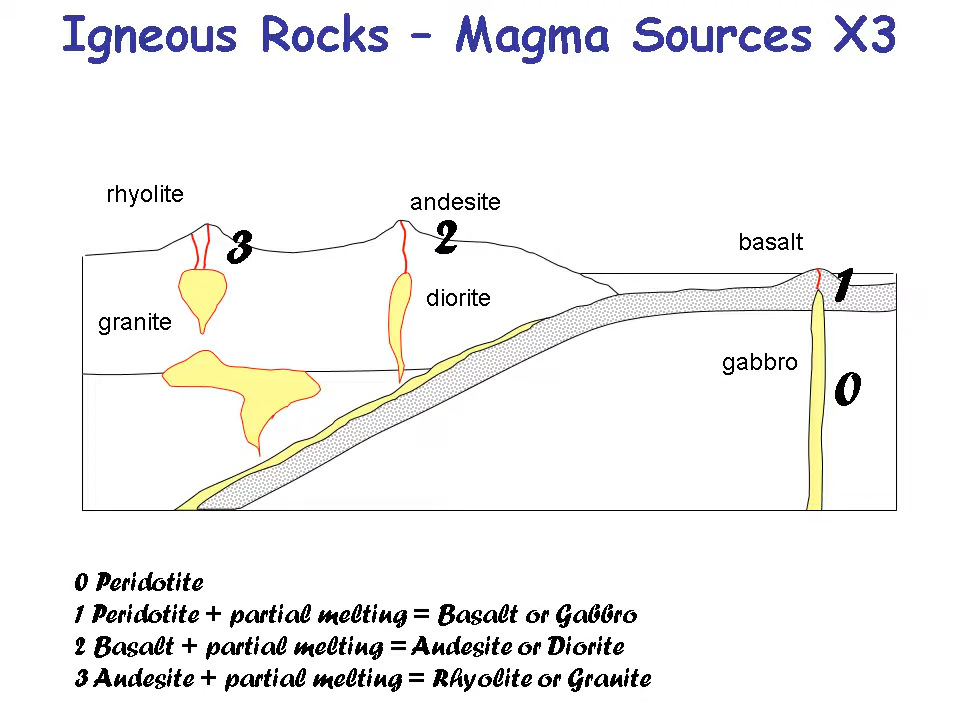 Igneous Rocks – Magma Sources X3
rhyolite
andesite
3
2
basalt
1
diorite
granite
gabbro
0
0 Peridotite
1 Peridotite + partial melting = Basalt or Gabbro
2 Basalt + partial melting = Andesite or Diorite
3 Andesite + partial melting = Rhyolite or Granite